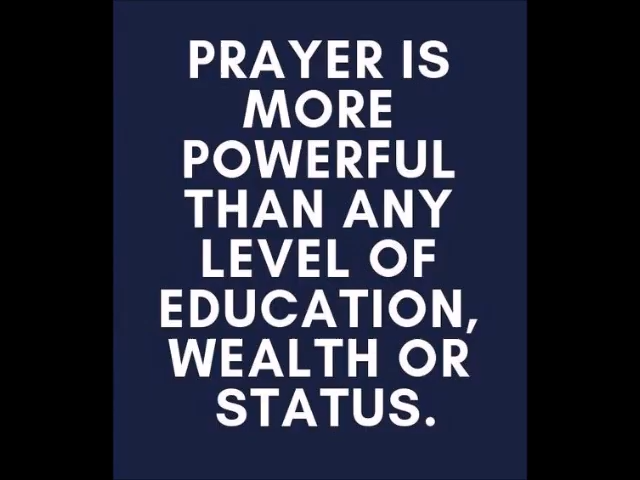 PRAYER IS
MORE
POWERFUL
THAN ANY
LEVEL OF
EDUCATION,
WEALTH OR
STATUS.